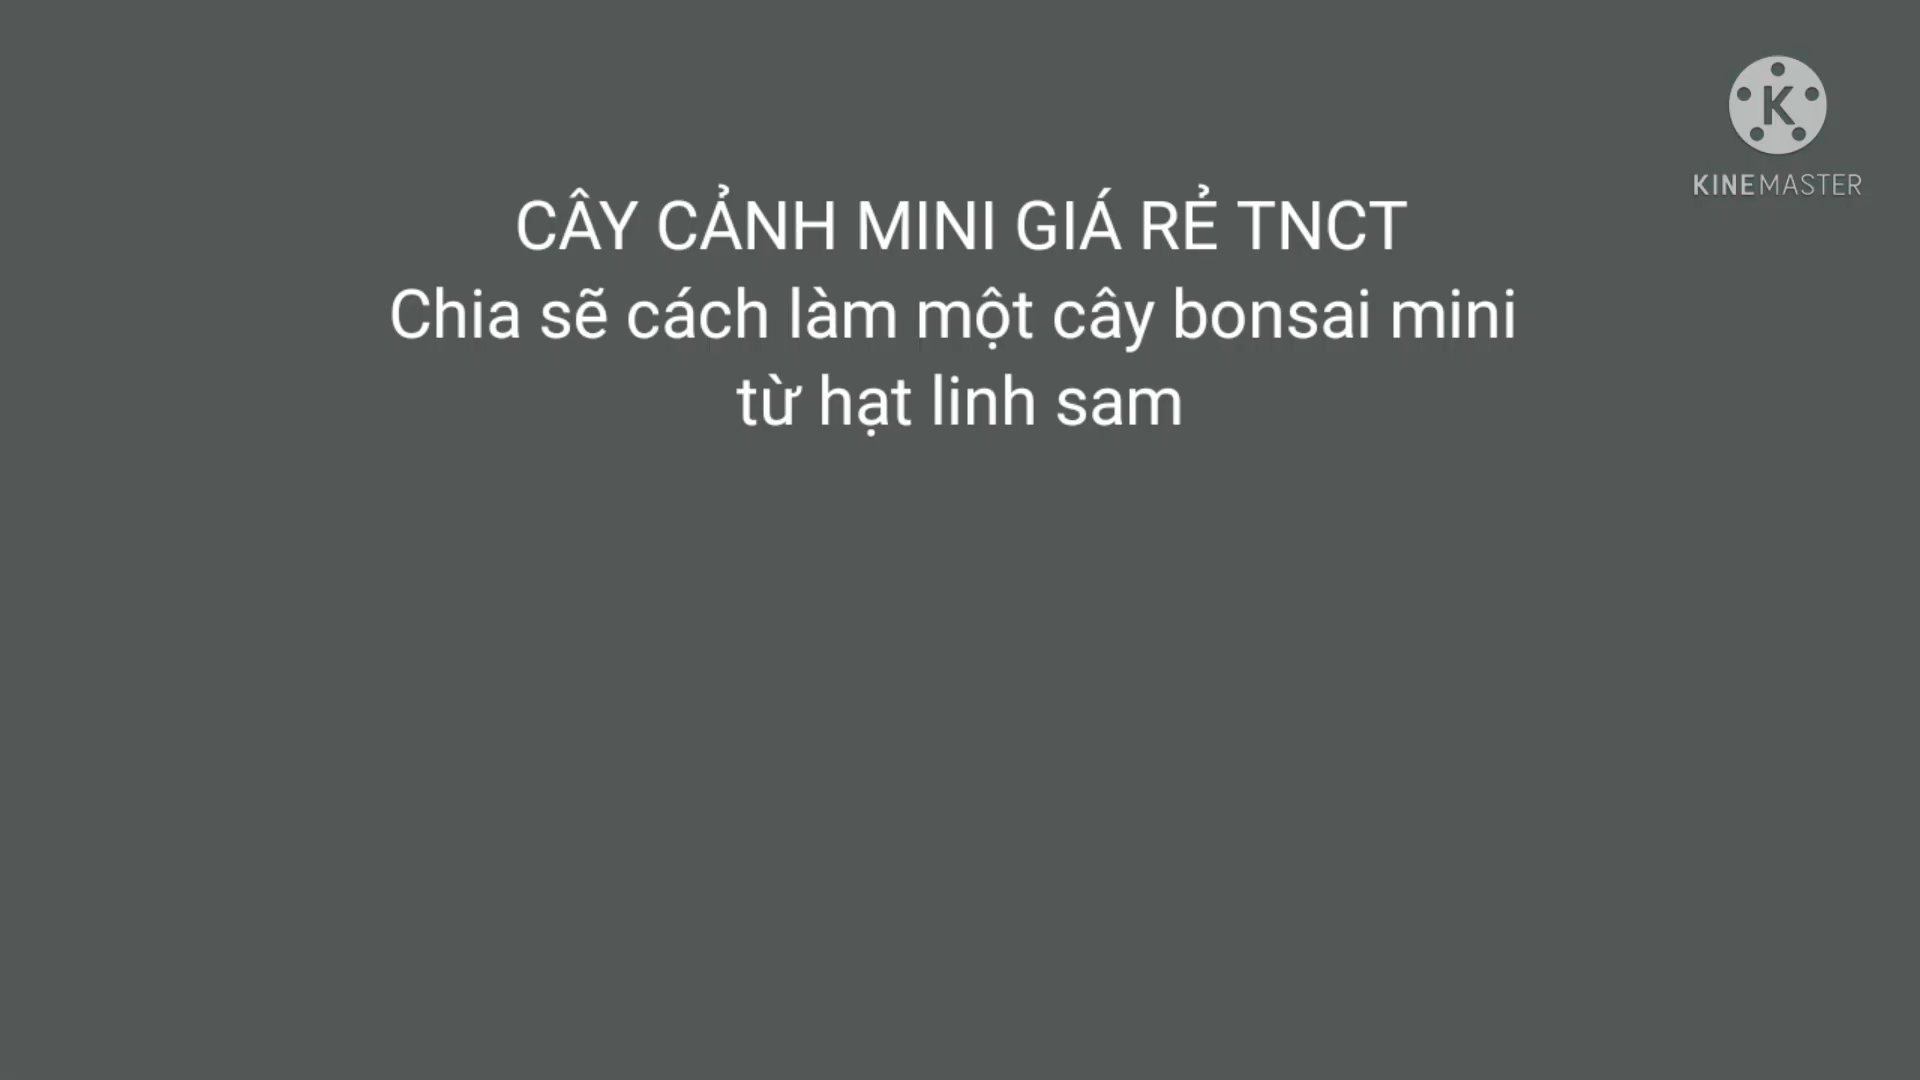 K
KINEMASTER
CÂY CẢNH MINI GIÁ RẺ TNCT
Chia sẽ cách làm một cây bonsai mini
từ hạt linh sam